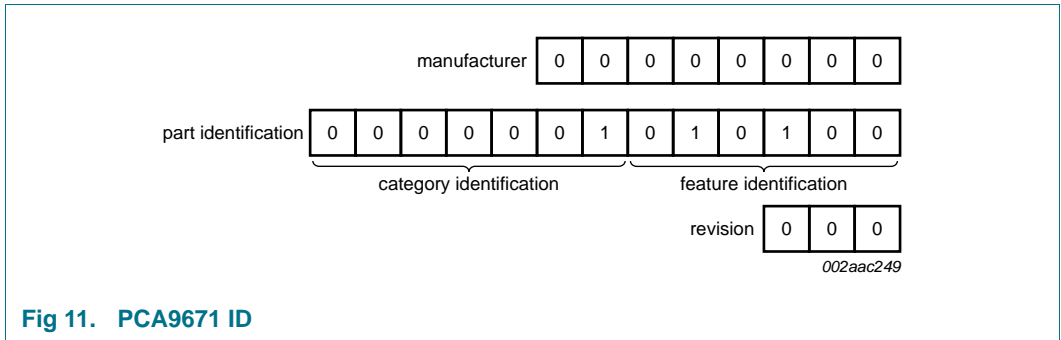 manufacturer 0 0 0 0 0 0 0 0
part identification 0 0 0 0 0 0 1 0 1 0 1 0 0
category identification feature identification
revision 0 0 0
002aac249
Fig 11. PCA9671 ID